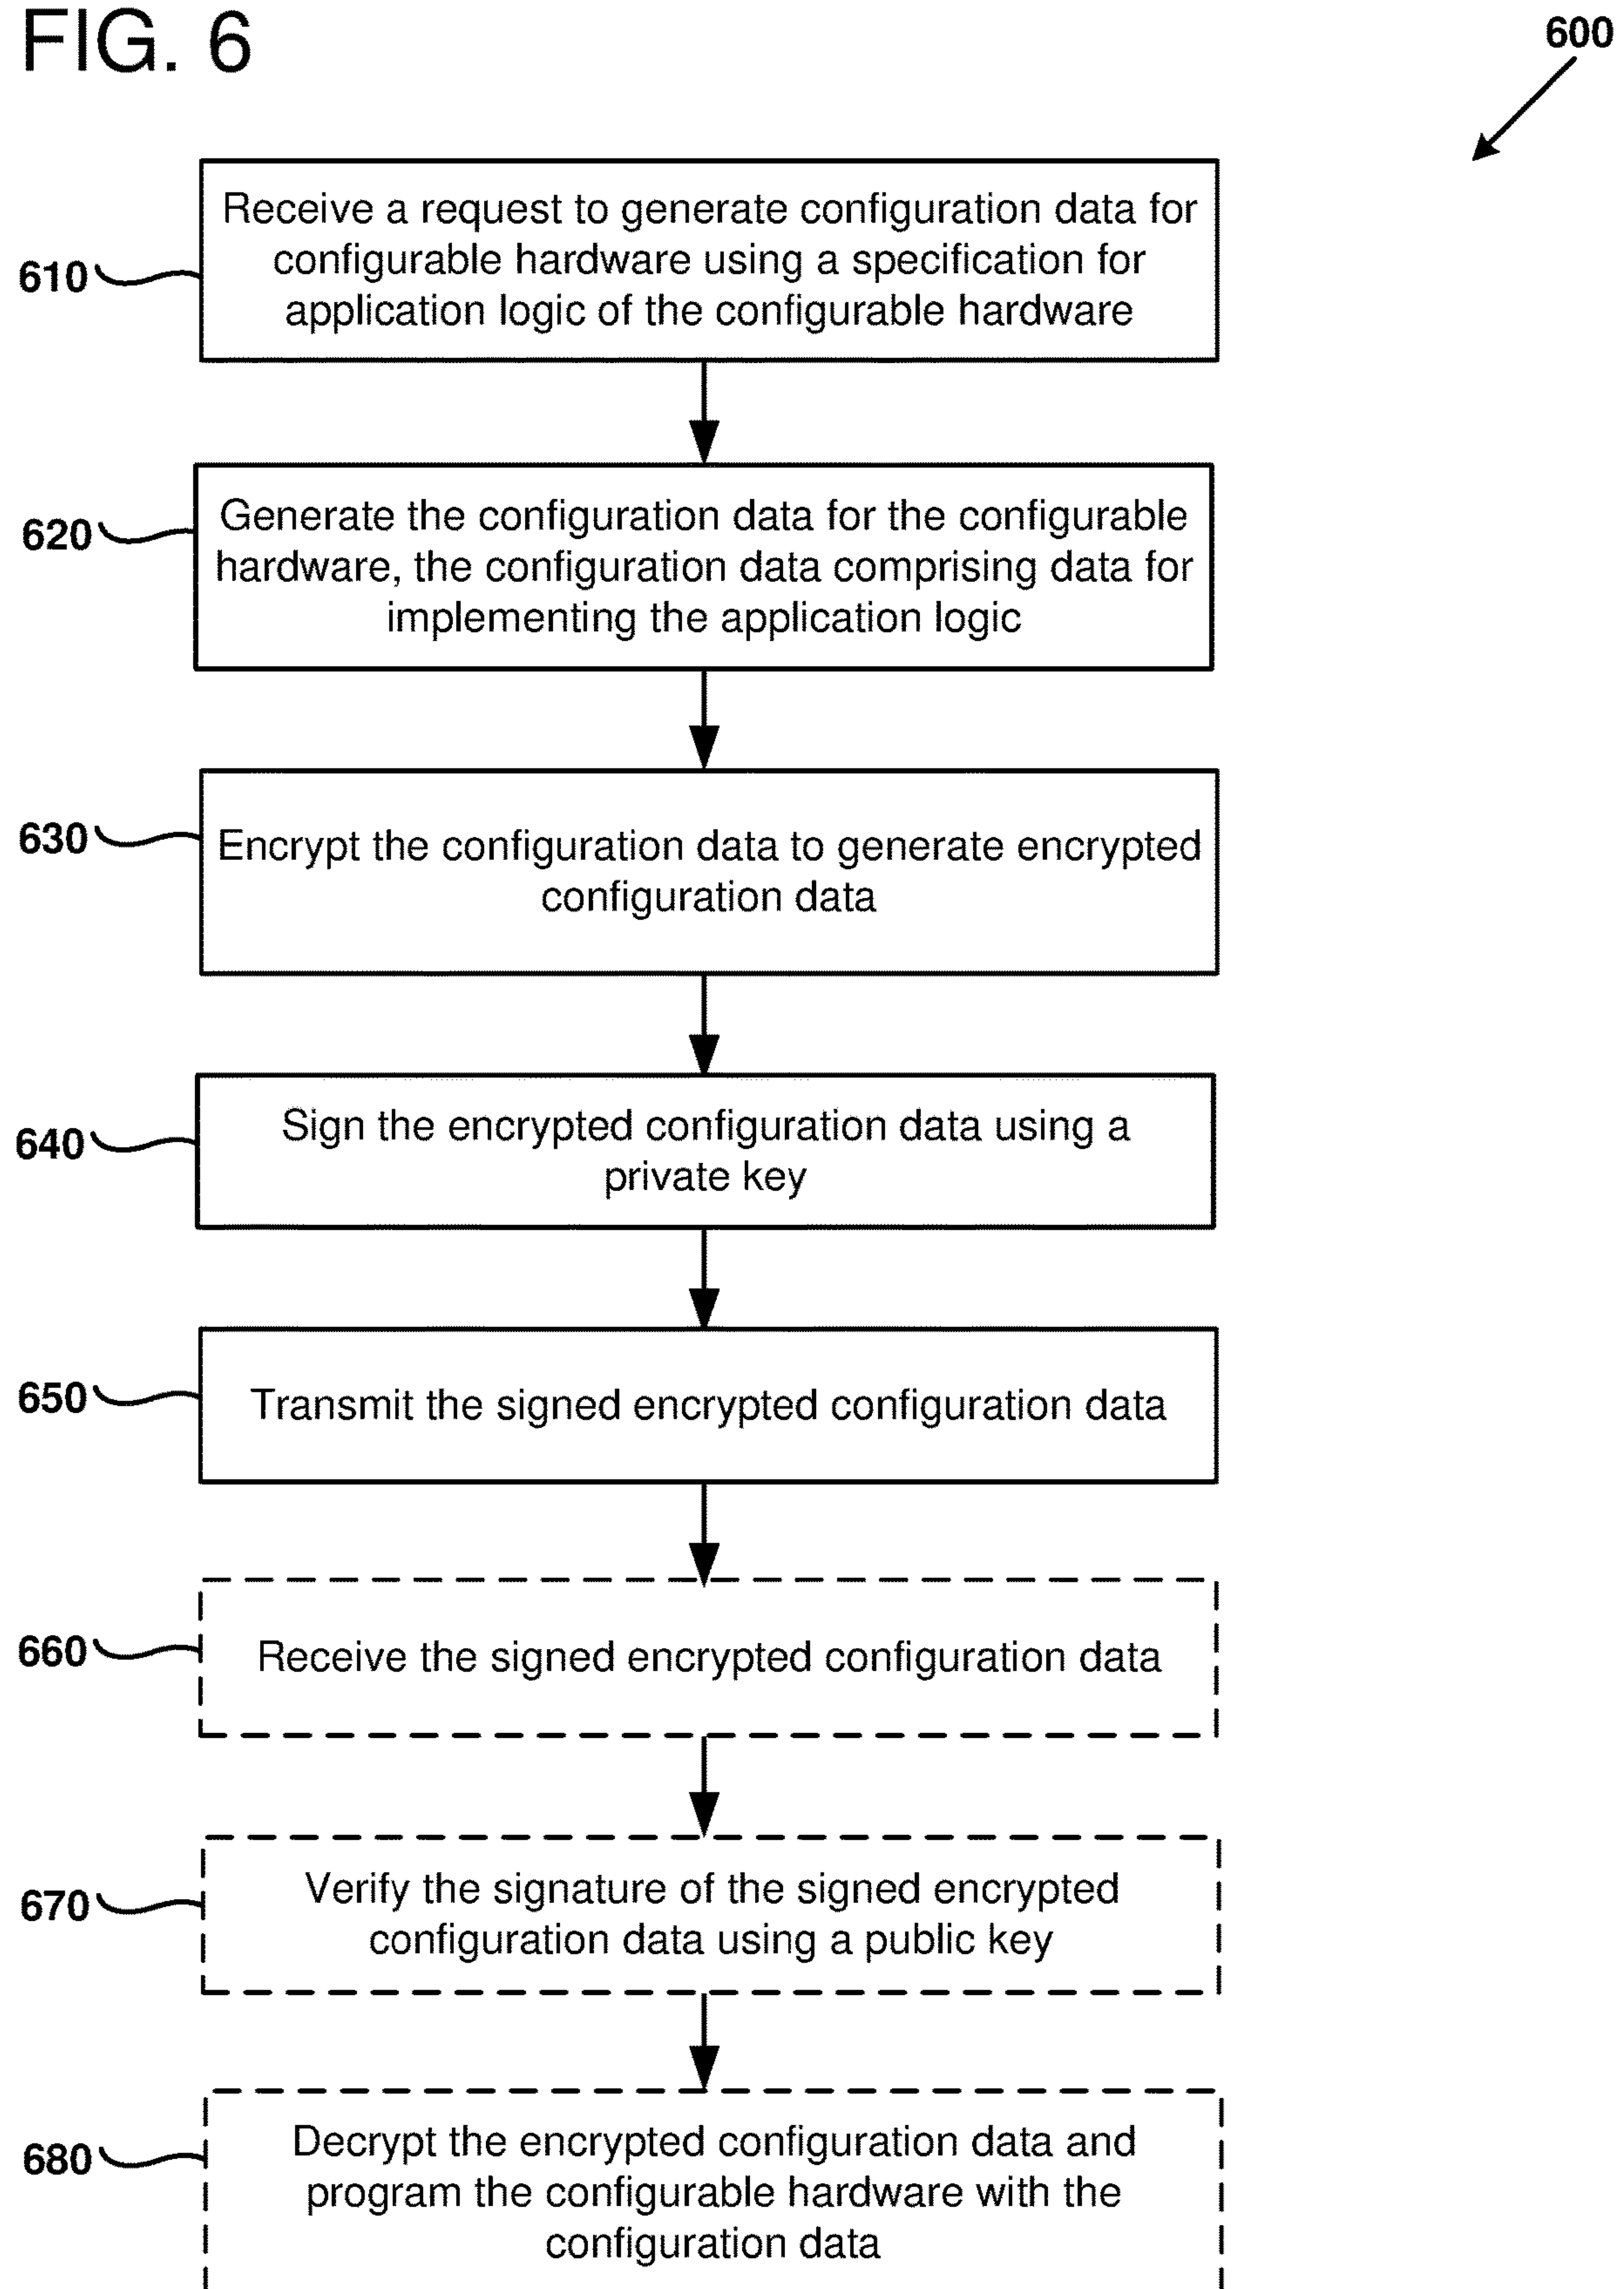 FIG. 6
600
610
Receive a request to generate configuration data for
configurable hardware using a specification for
application logic of the configurable hardware
620
Generate the configuration data for the configurable
hardware, the configuration data comprising data for
implementing the application logic
630
Encrypt the configuration data to generate encrypted
configuration data
640
Sign the encrypted configuration data using a
private key
650
Transmit the signed encrypted configuration data
660
Receive the signed encrypted configuration data
670
Verify the signature of the signed encrypted
configuration data using a public key
680
Decrypt the encrypted configuration data and
program the configurable hardware with the
configuration data